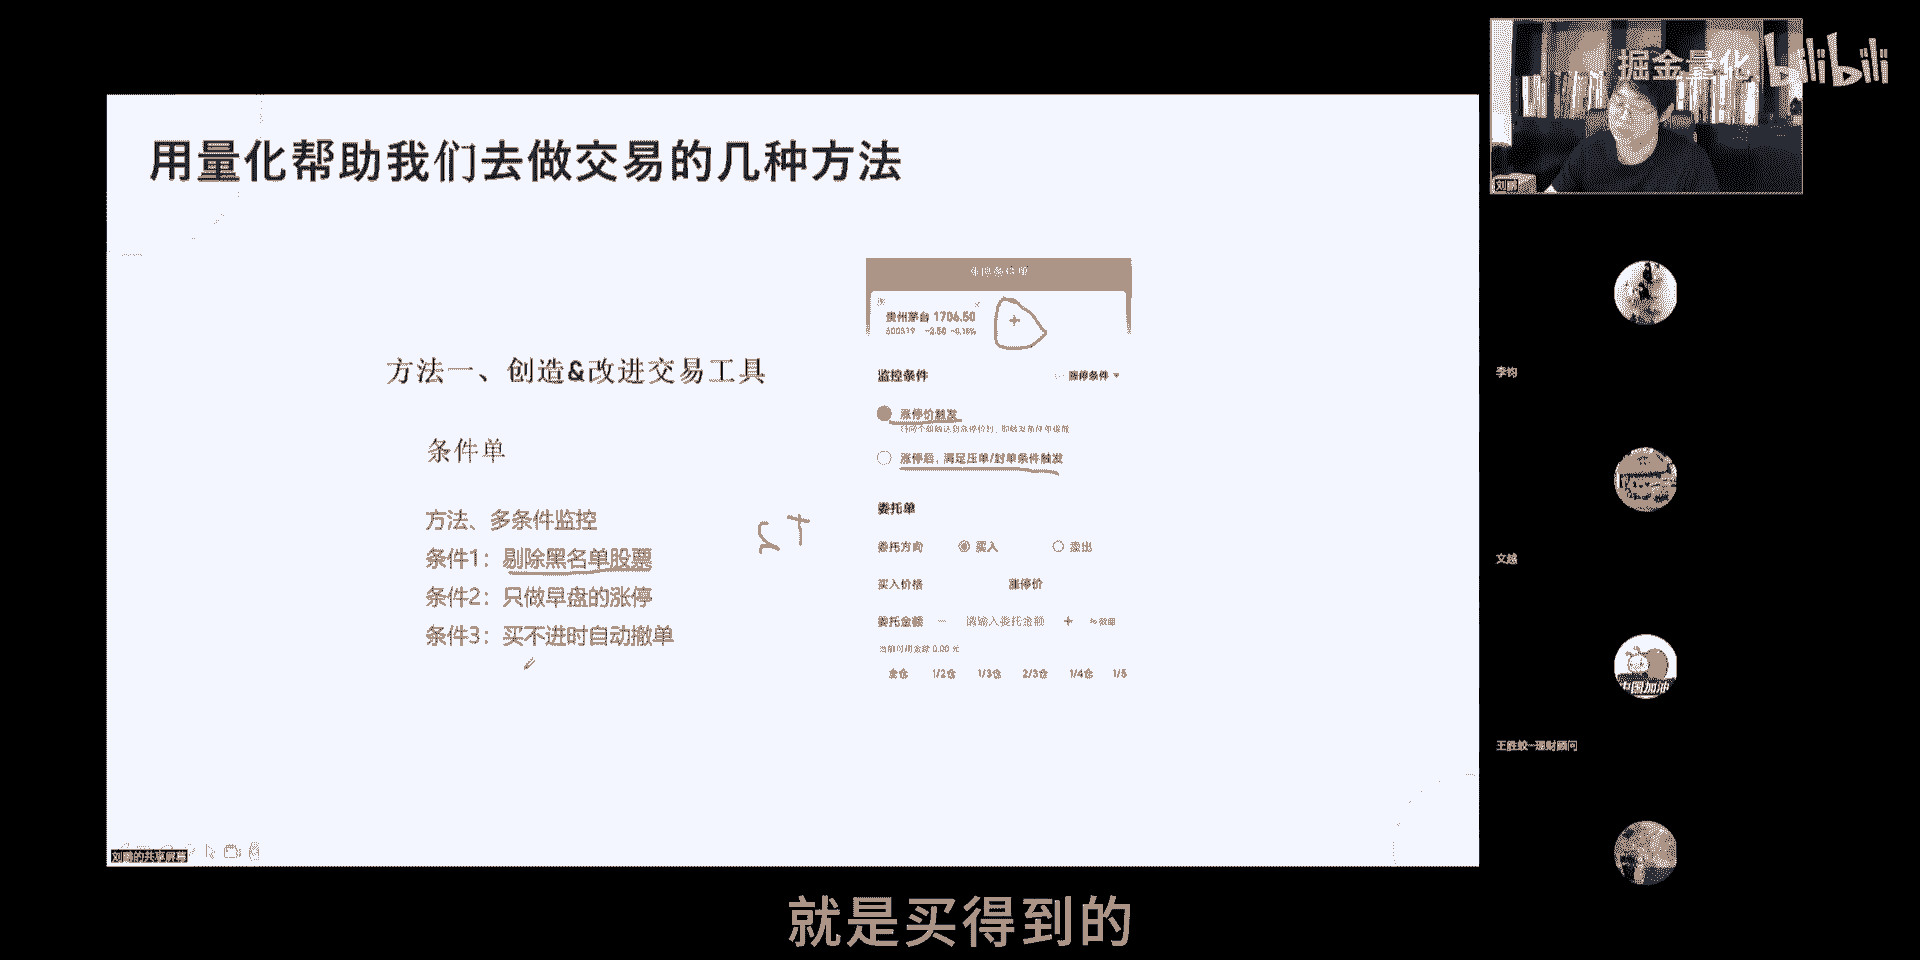 掘金量化 bilibili
刘鹏
用量化帮助我们去做交易的几种方法
方法一、创造&改进交易工具
条件单
方法、多条件监控
条件1：剔除黑名单股票
条件2：只做早盘的涨停
条件3：买不进时自动撤单
ST
贵州茅台 1706.50
600519 -2.50 -0.15%
监控条件 涨停条件
涨停价触发
涨停后，满足压单/封单条件触发
委托单
委托方向 买入 卖出
买入价格 涨停价
委托金额 － 请输入委托金额 +
当前可用金额 0.00 元
全仓 1/2仓 1/3仓 2/3仓 1/4仓 1/5
李钧
文越
中国加油
理财顾问
刘鹏的共享屏幕
就是买得到的